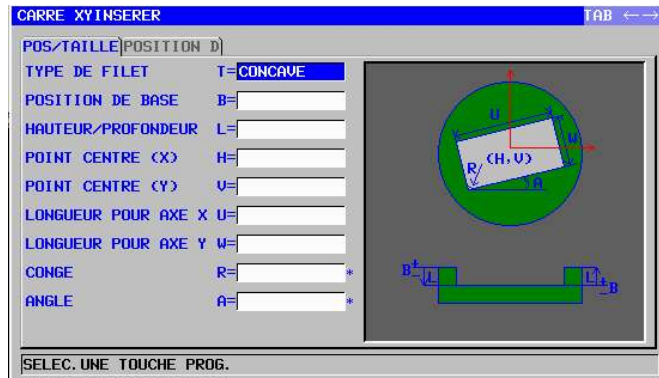 CARRE XYINSERER TAB ←→
POS/TAILLE POSITION D
TYPE DE FILET T=CONCAVE
POSITION DE BASE B=
HAUTEUR/PROFONDEUR L=
POINT CENTRE (X) H=
POINT CENTRE (Y) V=
LONGUEUR POUR AXE X U=
LONGUEUR POUR AXE Y W=
CONGE R= *
ANGLE A= *
U
W
(H,V)
R
A
B + - L
L + - B
SELEC.UNE TOUCHE PROG.